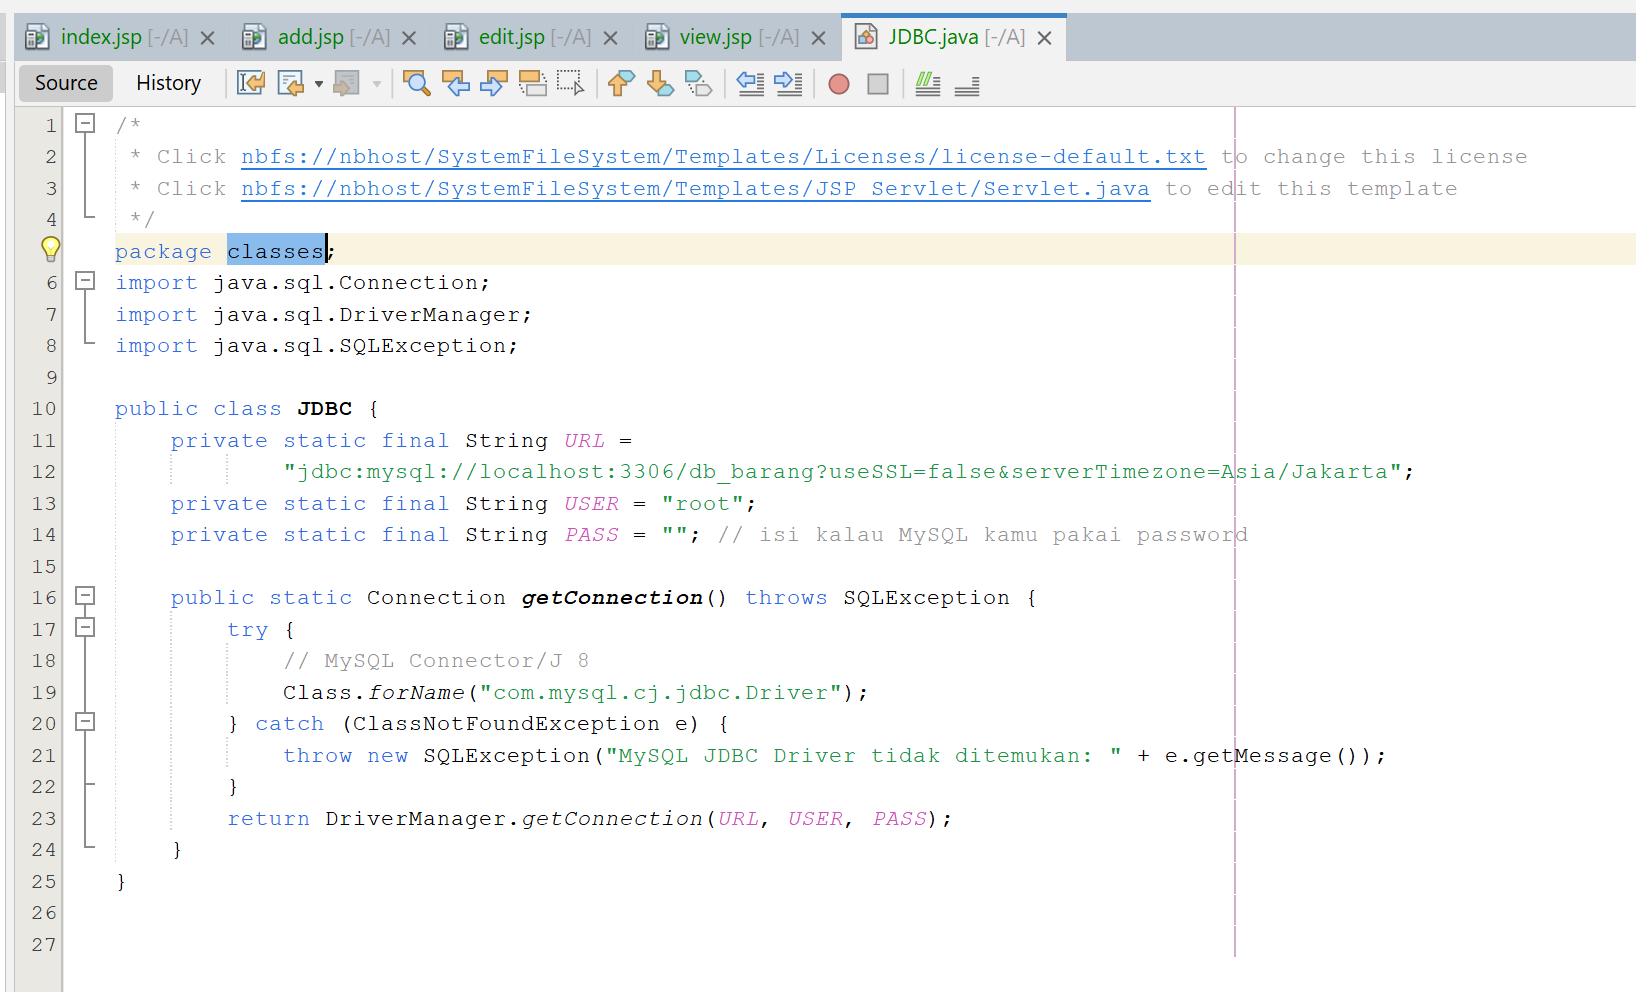 index.jsp [-/A] add.jsp [-/A] edit.jsp [-/A] view.jsp [-/A] JDBC.java [-/A]
Source History
1 /*
2 * Click nbfs://nbhost/SystemFileSystem/Templates/Licenses/license-default.txt to change this license
3 * Click nbfs://nbhost/SystemFileSystem/Templates/JSP_Servlet/Servlet.java to edit this template
4 */
package classes;
6 import java.sql.Connection;
7 import java.sql.DriverManager;
8 import java.sql.SQLException;
9
10 public class JDBC {
11 private static final String URL =
12 "jdbc:mysql://localhost:3306/db_barang?useSSL=false&serverTimezone=Asia/Jakarta";
13 private static final String USER = "root";
14 private static final String PASS = ""; // isi kalau MySQL kamu pakai password
15
16 public static Connection getConnection() throws SQLException {
17 try {
18 // MySQL Connector/J 8
19 Class.forName("com.mysql.cj.jdbc.Driver");
20 } catch (ClassNotFoundException e) {
21 throw new SQLException("MySQL JDBC Driver tidak ditemukan: " + e.getMessage());
22 }
23 return DriverManager.getConnection(URL, USER, PASS);
24 }
25 }
26
27